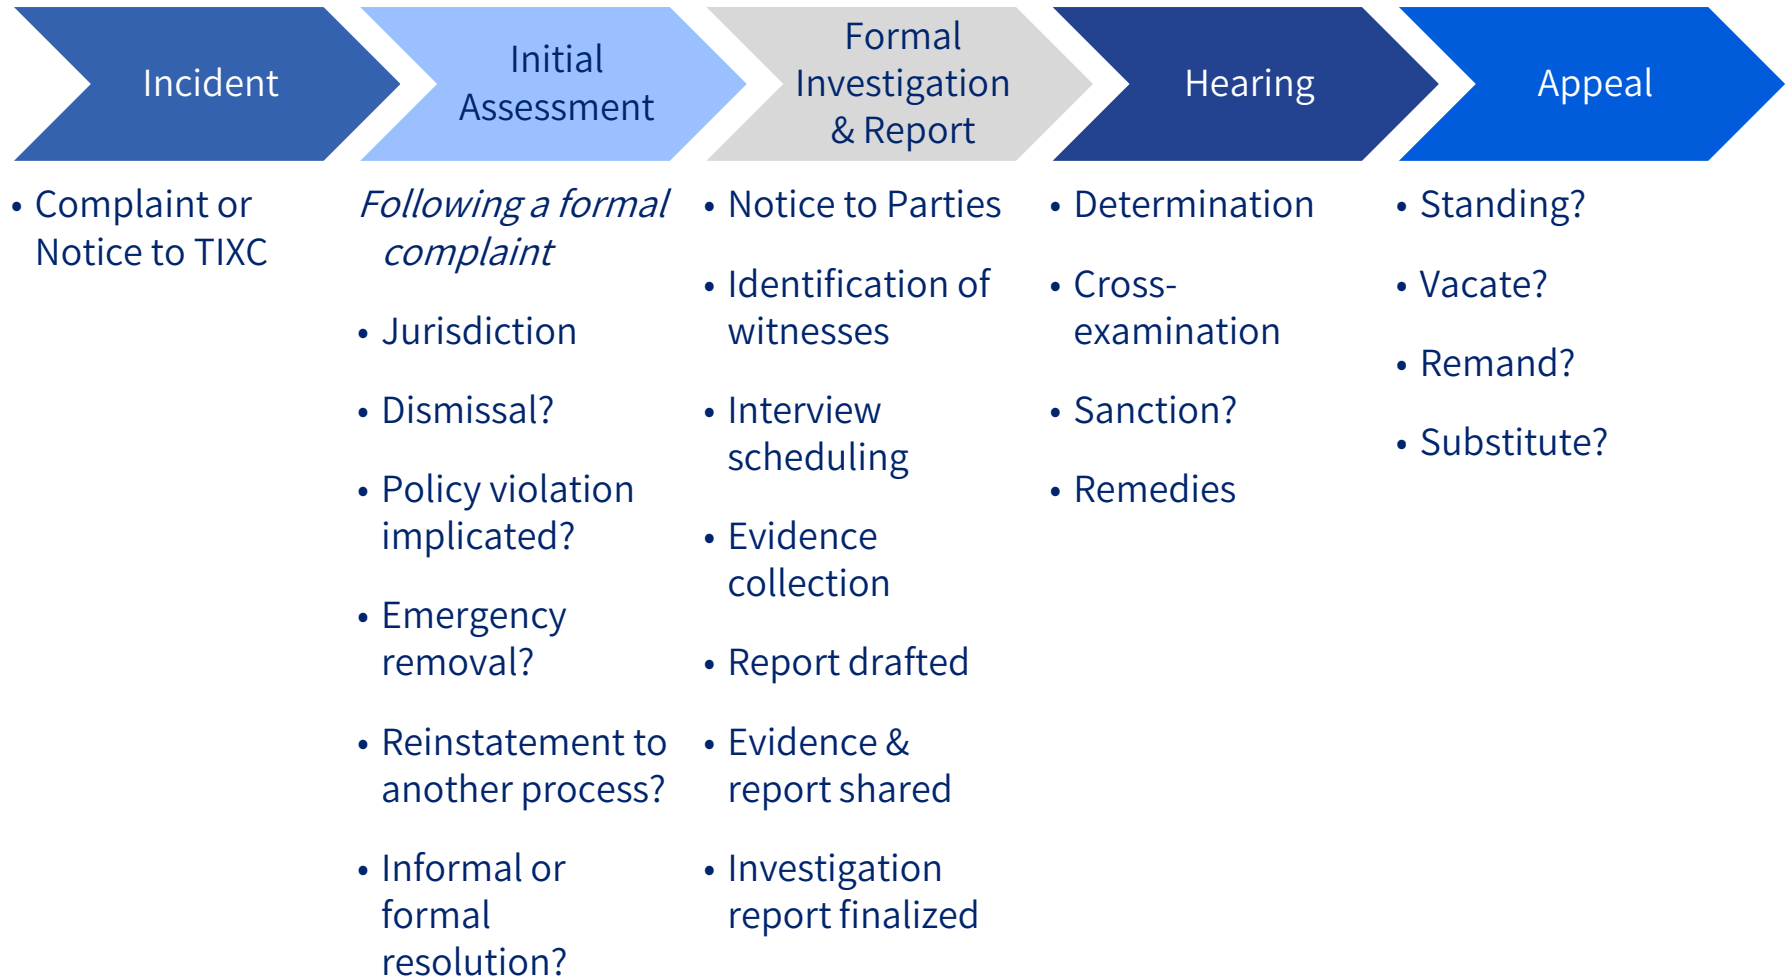 Incident
Initial
Assessment
Formal
Investigation
& Report
Hearing
Appeal
• Complaint or
Notice to TIXC
Following a formal
complaint
• Jurisdiction
• Dismissal?
• Policy violation
implicated?
• Emergency
removal?
• Reinstatement to
another process?
• Informal or
formal
resolution?
• Notice to Parties
• Identification of
witnesses
• Interview
scheduling
• Evidence
collection
• Report drafted
• Evidence &
report shared
• Investigation
report finalized
• Determination
• Cross-
examination
• Sanction?
• Remedies
• Standing?
• Vacate?
• Remand?
• Substitute?